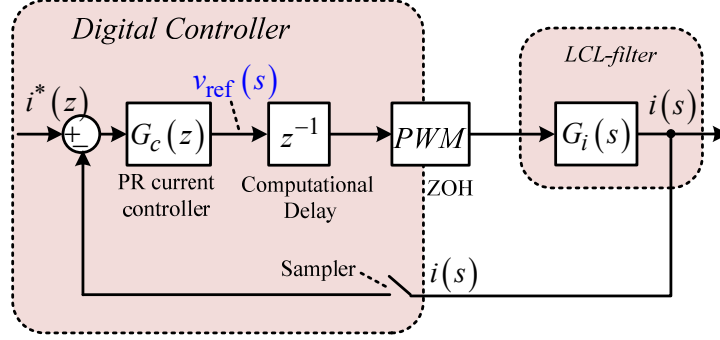 Digital Controller
LCL-filter
i*(z)
v_ref(s)
i(s)
+
−
G_c(z)
z⁻¹
PWM
G_i(s)
PR current
controller
Computational
Delay
ZOH
Sampler
i(s)